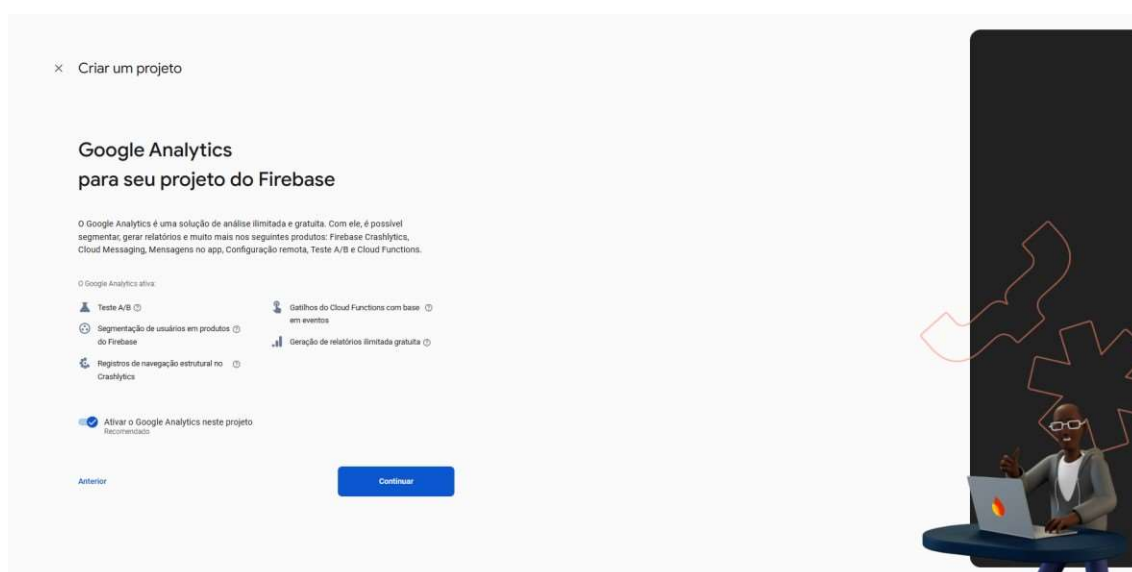 Criar um projeto
Google Analytics
para seu projeto do Firebase
O Google Analytics é uma solução de análise ilimitada e gratuita. Com ele, é possível
segmentar, gerar relatórios e muito mais nos seguintes produtos: Firebase Crashlytics,
Cloud Messaging, Mensagens no app, Configuração remota, Teste A/B e Cloud Functions.
O Google Analytics ativa:
Teste A/B
Segmentação de usuários em produtos
do Firebase
Registros de navegação estrutural no
Crashlytics
Gatilhos do Cloud Functions com base
em eventos
Geração de relatórios ilimitada gratuita
Ativar o Google Analytics neste projeto
Recomendado
Anterior
Continuar